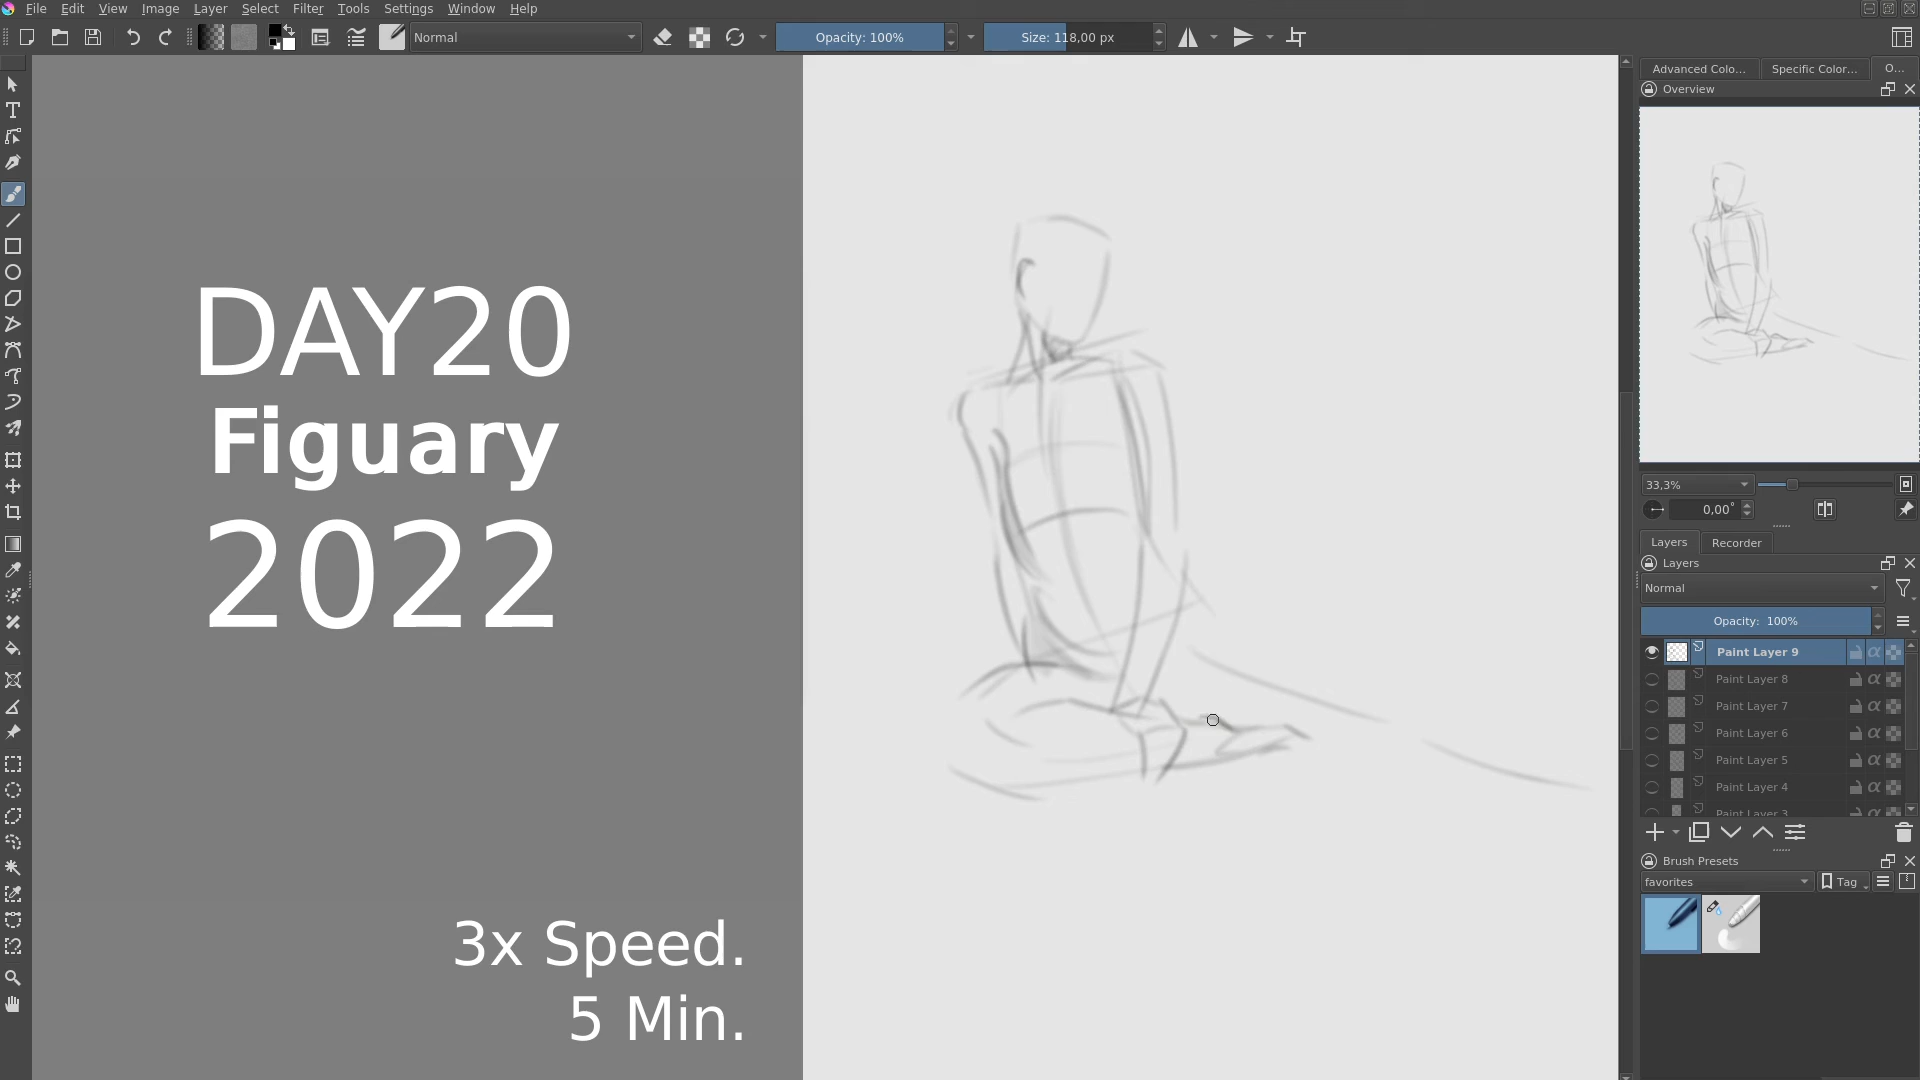 File Edit View Image Layer Select Filter Tools Settings Window Help
Normal
Opacity: 100%
Size: 118,00 px
Advanced Colo...
Specific Color...
O...
Overview
DAY20
Figuary
2022
3x Speed.
5 Min.
33,3%
0,00°
Layers
Recorder
Layers
Normal
Opacity: 100%
Paint Layer 9
Paint Layer 8
Paint Layer 7
Paint Layer 6
Paint Layer 5
Paint Layer 4
Paint Layer 3
Brush Presets
favorites
Tag